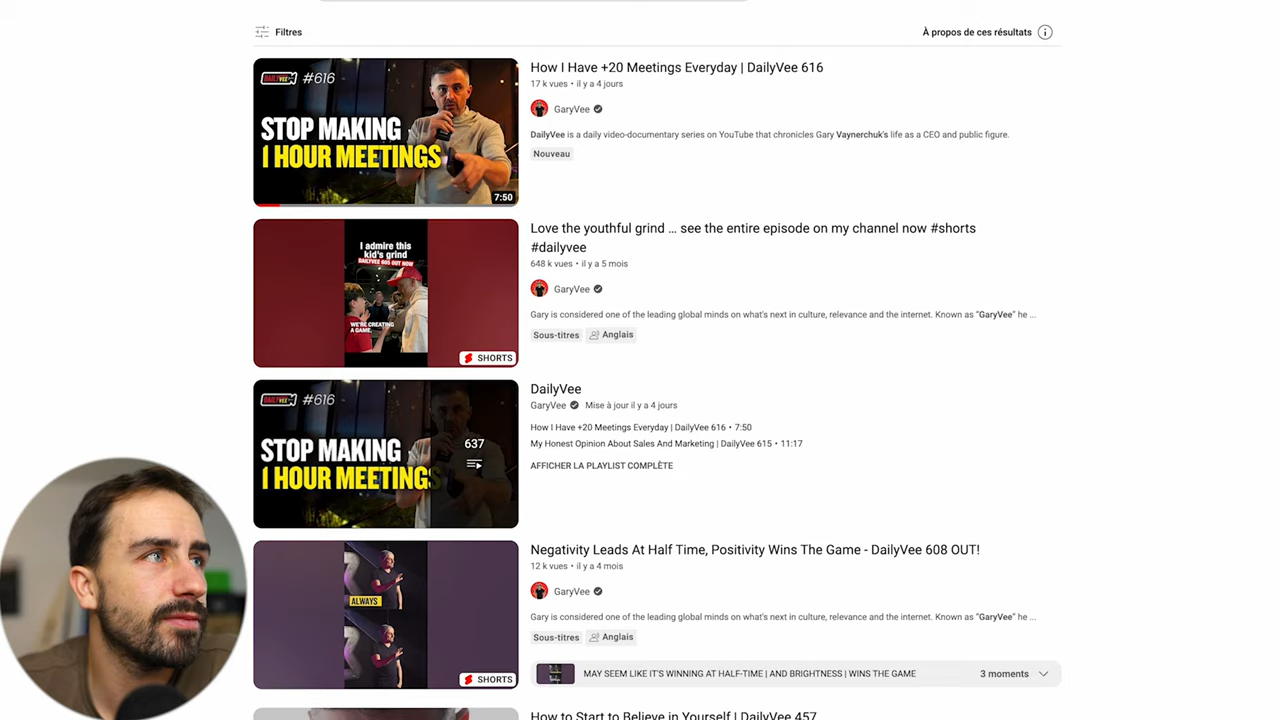 Filtres
À propos de ces résultats
DAILYVEE #616
STOP MAKING
1 HOUR MEETINGS
7:50
How I Have +20 Meetings Everyday | DailyVee 616
17 k vues • il y a 4 jours
GaryVee
DailyVee is a daily video-documentary series on YouTube that chronicles Gary Vaynerchuk's life as a CEO and public figure.
Nouveau
I admire this
kid's grind
DAILYVEE 605 OUT NOW
WE'RE CREATING
A GAME.
SHORTS
Love the youthful grind … see the entire episode on my channel now #shorts
#dailyvee
648 k vues • il y a 5 mois
GaryVee
Gary is considered one of the leading global minds on what's next in culture, relevance and the internet. Known as "GaryVee" he ...
Sous-titres
Anglais
DAILYVEE #616
STOP MAKING
1 HOUR MEETINGS
637
DailyVee
GaryVee Mise à jour il y a 4 jours
How I Have +20 Meetings Everyday | DailyVee 616 • 7:50
My Honest Opinion About Sales And Marketing | DailyVee 615 • 11:17
AFFICHER LA PLAYLIST COMPLÈTE
ALWAYS
SHORTS
Negativity Leads At Half Time, Positivity Wins The Game - DailyVee 608 OUT!
12 k vues • il y a 4 mois
GaryVee
Gary is considered one of the leading global minds on what's next in culture, relevance and the internet. Known as "GaryVee" he ...
Sous-titres
Anglais
MAY SEEM LIKE IT'S WINNING AT HALF-TIME | AND BRIGHTNESS | WINS THE GAME
3 moments
How to Start to Believe in Yourself | DailyVee 457